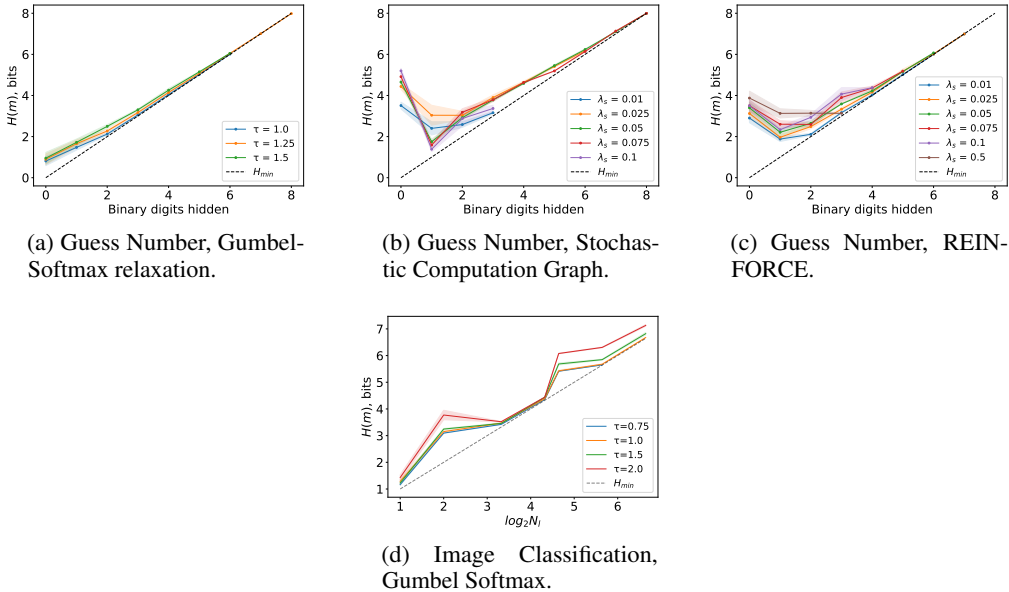 H(m), bits
8
6
4
2
0
0 2 4 6 8
Binary digits hidden
τ = 1.0
τ = 1.25
τ = 1.5
H_min
(a) Guess Number, Gumbel-
Softmax relaxation.
H(m), bits
8
6
4
2
0
0 2 4 6 8
Binary digits hidden
λ_s = 0.01
λ_s = 0.025
λ_s = 0.05
λ_s = 0.075
λ_s = 0.1
H_min
(b) Guess Number, Stochas-
tic Computation Graph.
H(m), bits
8
6
4
2
0
0 2 4 6 8
Binary digits hidden
λ_s = 0.01
λ_s = 0.025
λ_s = 0.05
λ_s = 0.075
λ_s = 0.1
λ_s = 0.5
H_min
(c) Guess Number, REIN-
FORCE.
H(m), bits
7
6
5
4
3
2
1
1 2 3 4 5 6
log_2N_l
τ=0.75
τ=1.0
τ=1.5
τ=2.0
H_min
(d) Image Classification,
Gumbel Softmax.